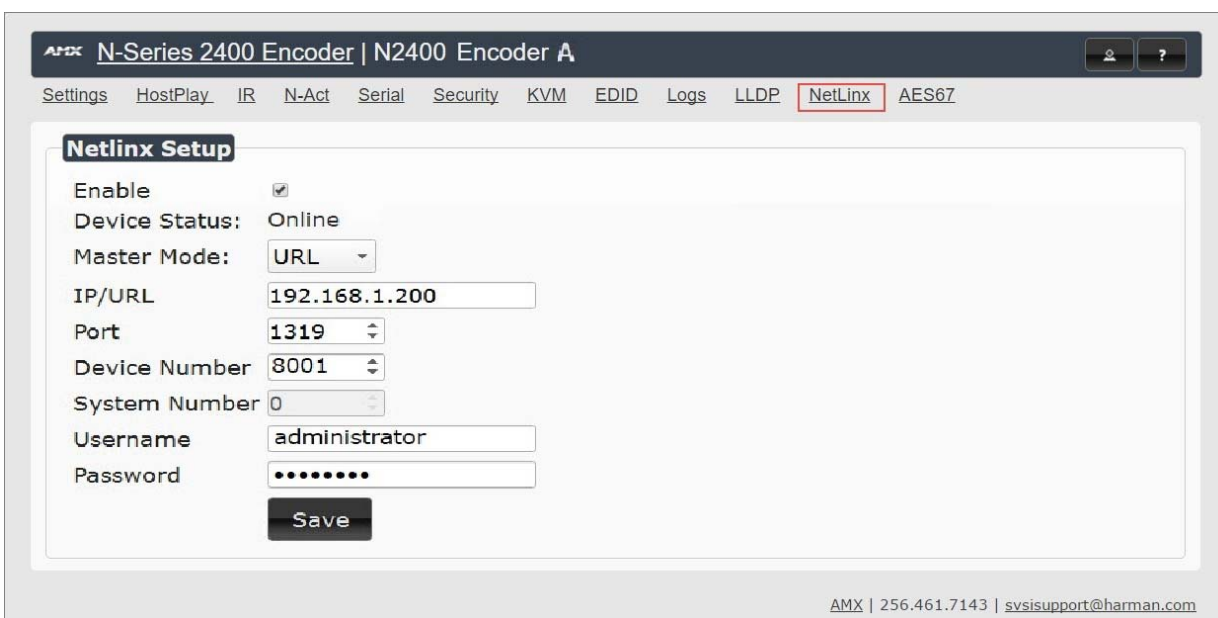 AMX N-Series 2400 Encoder | N2400 Encoder A ?
Settings HostPlay IR N-Act Serial Security KVM EDID Logs LLDP NetLinx AES67
Netlinx Setup
Enable
Device Status: Online
Master Mode: URL
IP/URL 192.168.1.200
Port 1319
Device Number 8001
System Number 0
Username administrator
Password ••••••••
Save
AMX | 256.461.7143 | svsisupport@harman.com